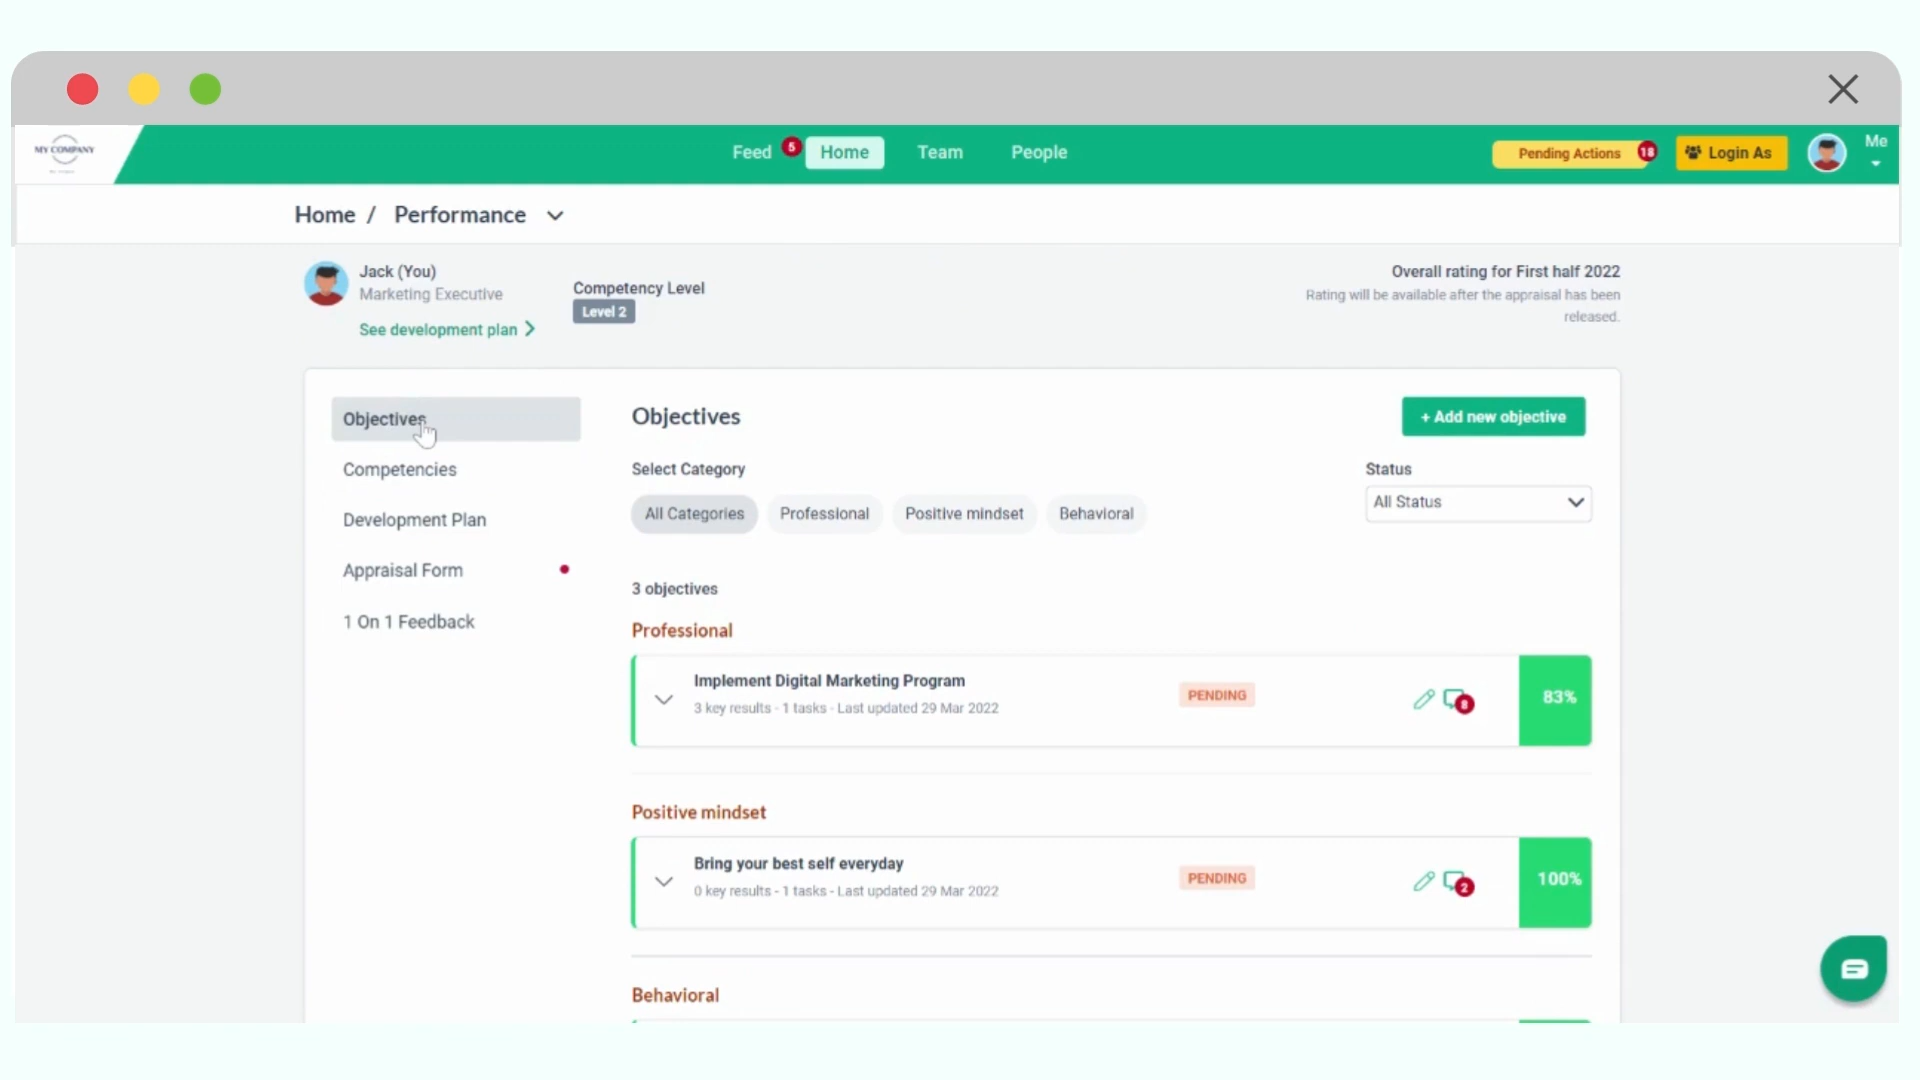 MY COMPANY
Feed 5 Home Team People Pending Actions 18 Login As Me
Home / Performance
Jack (You)
Marketing Executive
See development plan
Competency Level
Level 2
Overall rating for First half 2022
Rating will be available after the appraisal has been
released.
Objectives
Competencies
Development Plan
Appraisal Form
1 On 1 Feedback
Objectives
+ Add new objective
Select Category
Status
All Categories Professional Positive mindset Behavioral
All Status
3 objectives
Professional
Implement Digital Marketing Program
3 key results - 1 tasks - Last updated 29 Mar 2022
PENDING
8
83%
Positive mindset
Bring your best self everyday
0 key results - 1 tasks - Last updated 29 Mar 2022
PENDING
2
100%
Behavioral